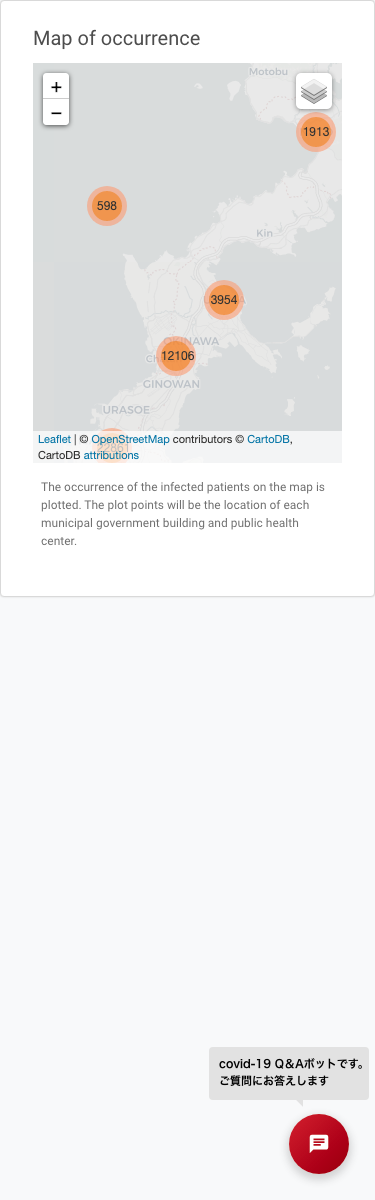 Map of occurrence
Motobu
+
−
1913
598
Kin
3954
OKINAWA
12106
GINOWAN
URASOE
22861
Leaflet | © OpenStreetMap contributors © CartoDB,
CartoDB attributions
The occurrence of the infected patients on the map is
plotted. The plot points will be the location of each
municipal government building and public health
center.
covid-19 Q&Aボットです。
ご質問にお答えします